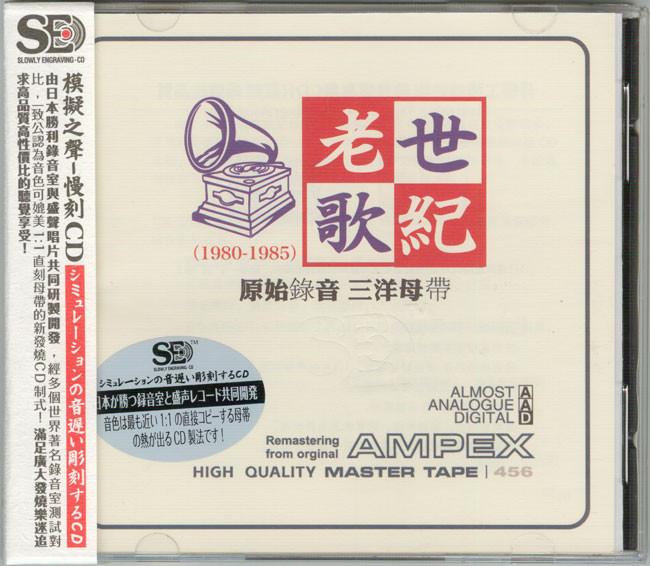 SE
SLOWLY ENGRAVING-CD
模擬之聲-慢刻CD シミュレーションの音遅い彫刻するCD
由日本勝利錄音室與盛聲唱片共同研製開發，經多個世界著名錄音室測試對
比，一致公認為音色可媲美1:1直刻母帶的新發燒CD制式！滿足廣大發燒樂迷追
求高品質高性價比的聽覺享受！
世紀
老歌
(1980-1985)
原始錄音 三洋母帶
SE™
SLOWLY ENGRAVING-CD
シミュレーションの音遅い彫刻するCD
日本が勝つ録音室と盛声レコード共同開発
音色は最も近い1:1の直接コピーする母帯
の熱が出るCD製法です！
ALMOST A
ANALOGUE A
DIGITAL D
Remastering
from orginal AMPEX
HIGH QUALITY MASTER TAPE | 456